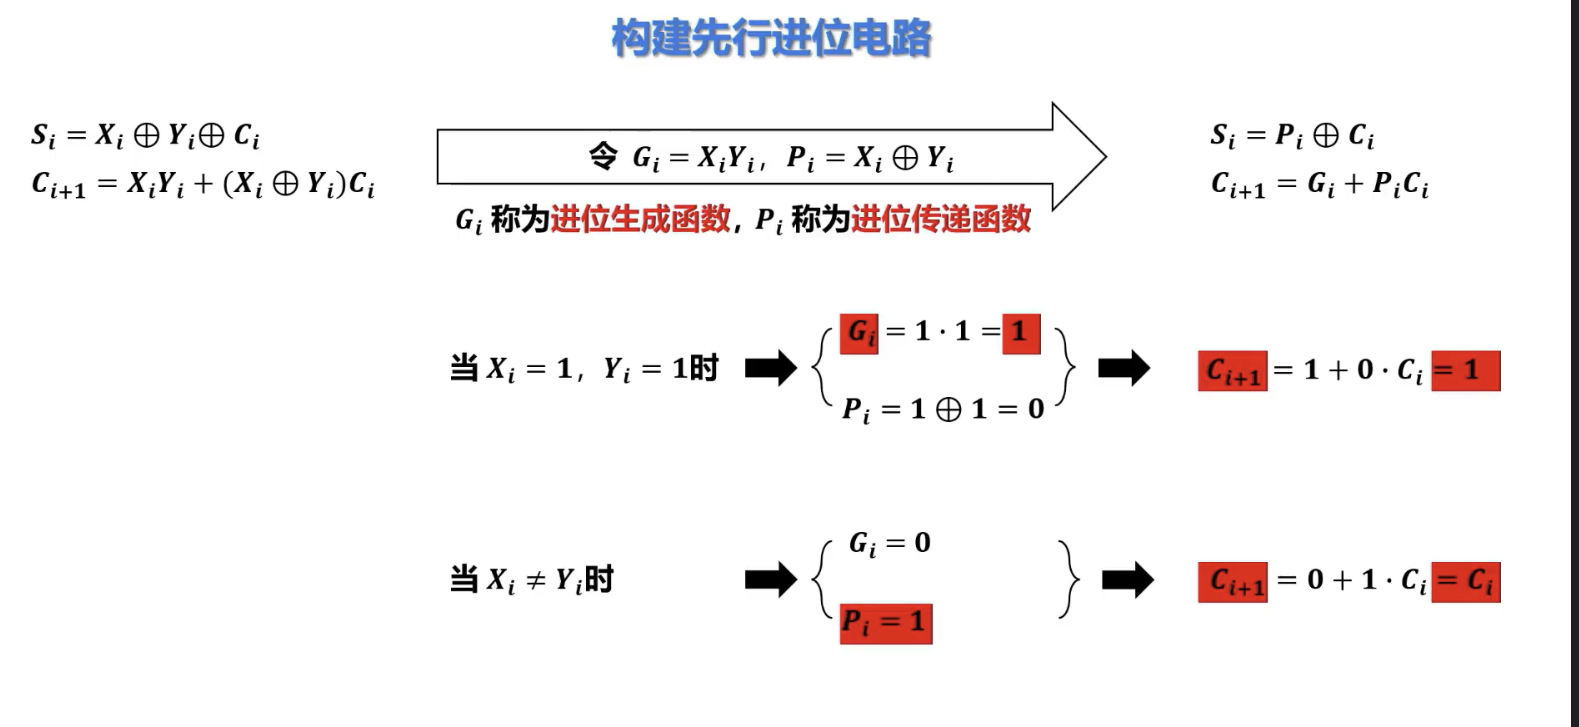 构建先行进位电路
Sᵢ = Xᵢ ⊕ Yᵢ ⊕ Cᵢ
Cᵢ₊₁ = XᵢYᵢ + (Xᵢ ⊕ Yᵢ)Cᵢ
令 Gᵢ = XᵢYᵢ, Pᵢ = Xᵢ ⊕ Yᵢ
Gᵢ 称为进位生成函数, Pᵢ 称为进位传递函数
Sᵢ = Pᵢ ⊕ Cᵢ
Cᵢ₊₁ = Gᵢ + PᵢCᵢ
当 Xᵢ = 1, Yᵢ = 1时
Gᵢ = 1 · 1 = 1
Pᵢ = 1 ⊕ 1 = 0
Cᵢ₊₁ = 1 + 0 · Cᵢ = 1
当 Xᵢ ≠ Yᵢ时
Gᵢ = 0
Pᵢ = 1
Cᵢ₊₁ = 0 + 1 · Cᵢ = Cᵢ